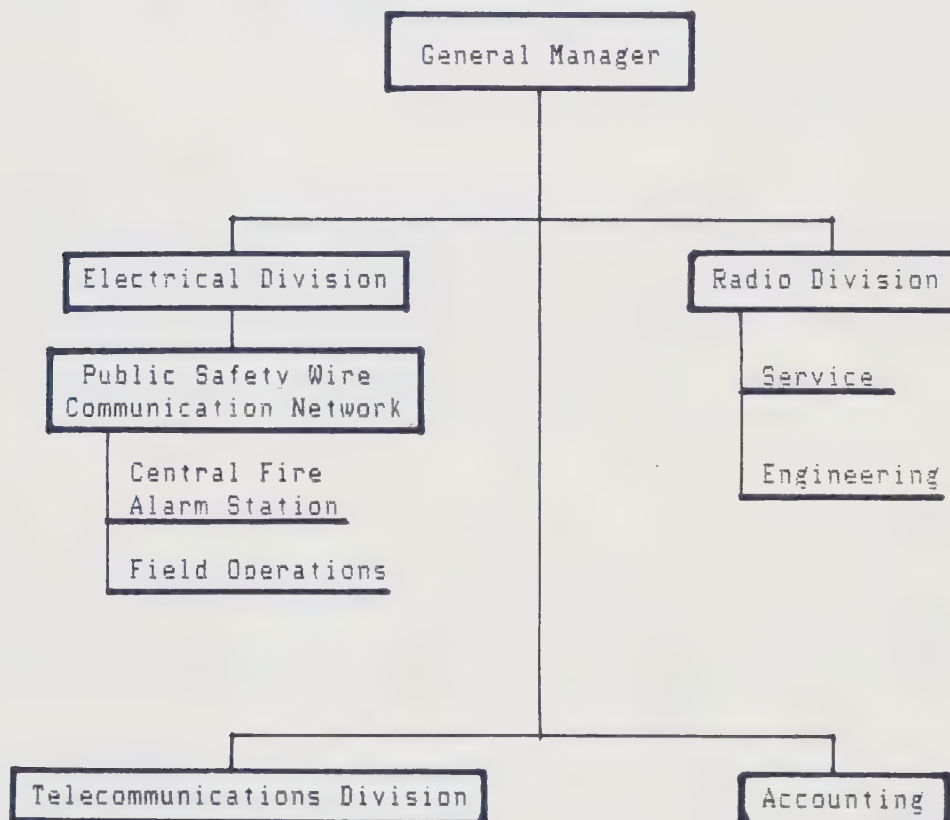 General Manager
Electrical Division
Radio Division
Public Safety Wire
Communication Network
Service
Central Fire
Alarm Station
Engineering
Field Operations
Telecommunications Division
Accounting